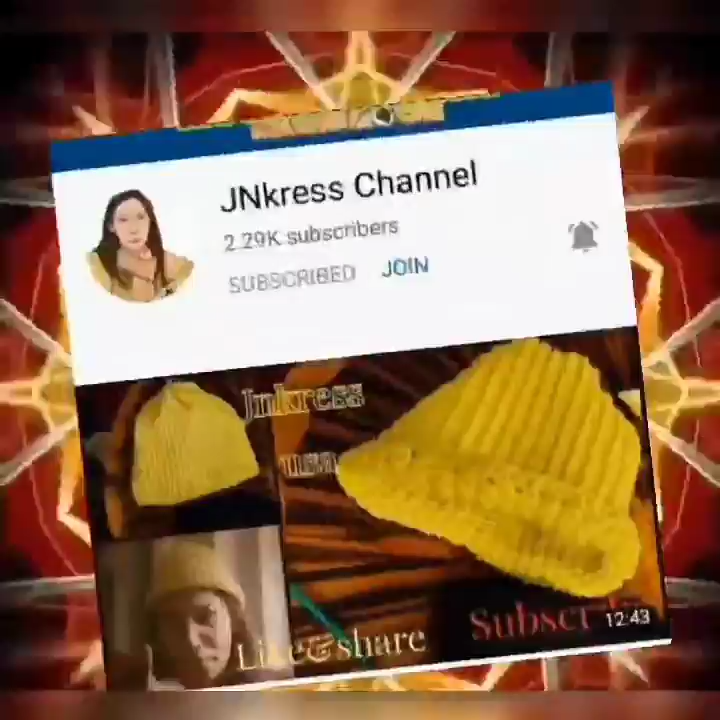 JNkress Channel
2.29K subscribers
SUBSCRIBED JOIN
Jnkress
Like&share
12:43